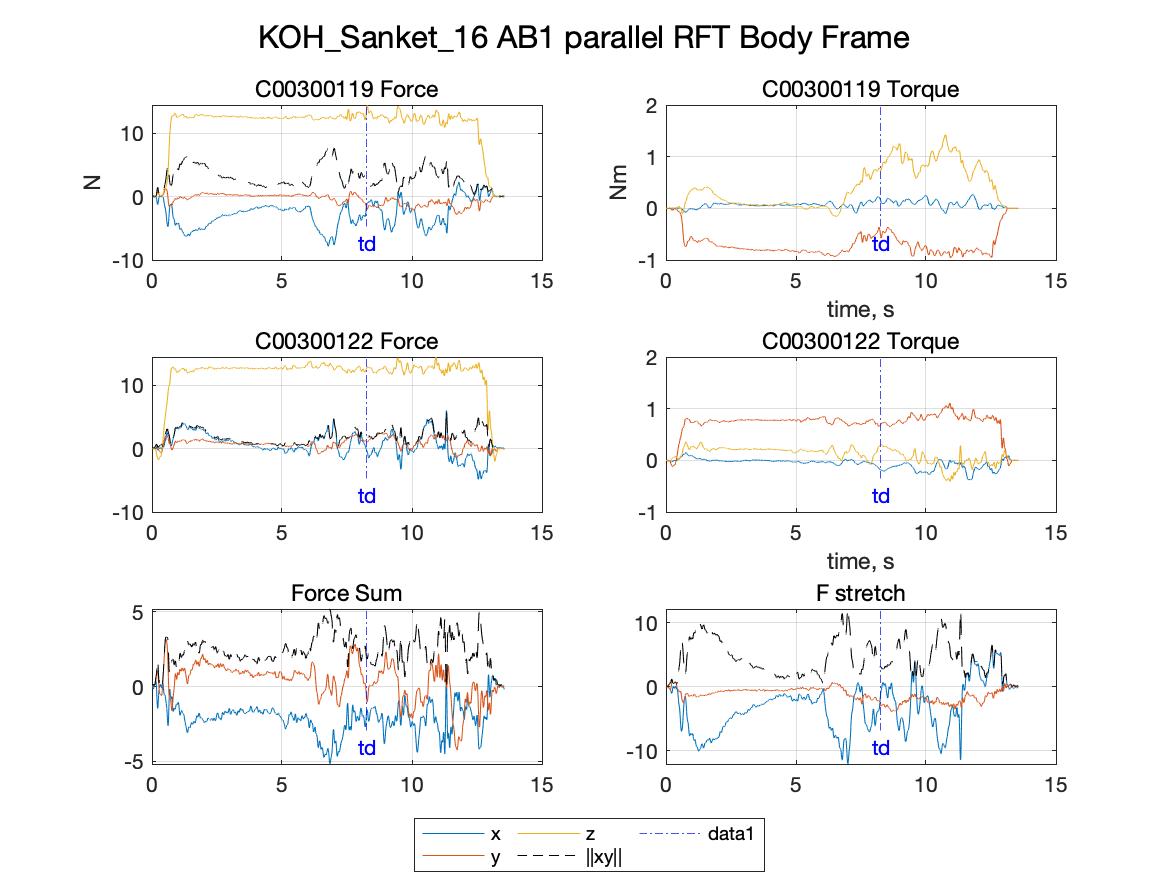 KOH_Sanket_16 AB1 parallel RFT Body Frame
C00300119 Force
N
10
0
-10
td
0 5 10 15
C00300119 Torque
Nm
2
1
0
-1
td
0 5 10 15
time, s
C00300122 Force
10
0
-10
td
0 5 10 15
C00300122 Torque
2
1
0
-1
td
0 5 10 15
time, s
Force Sum
5
0
-5
td
0 5 10 15
F stretch
10
0
-10
td
0 5 10 15
x z data1
y ||xy||